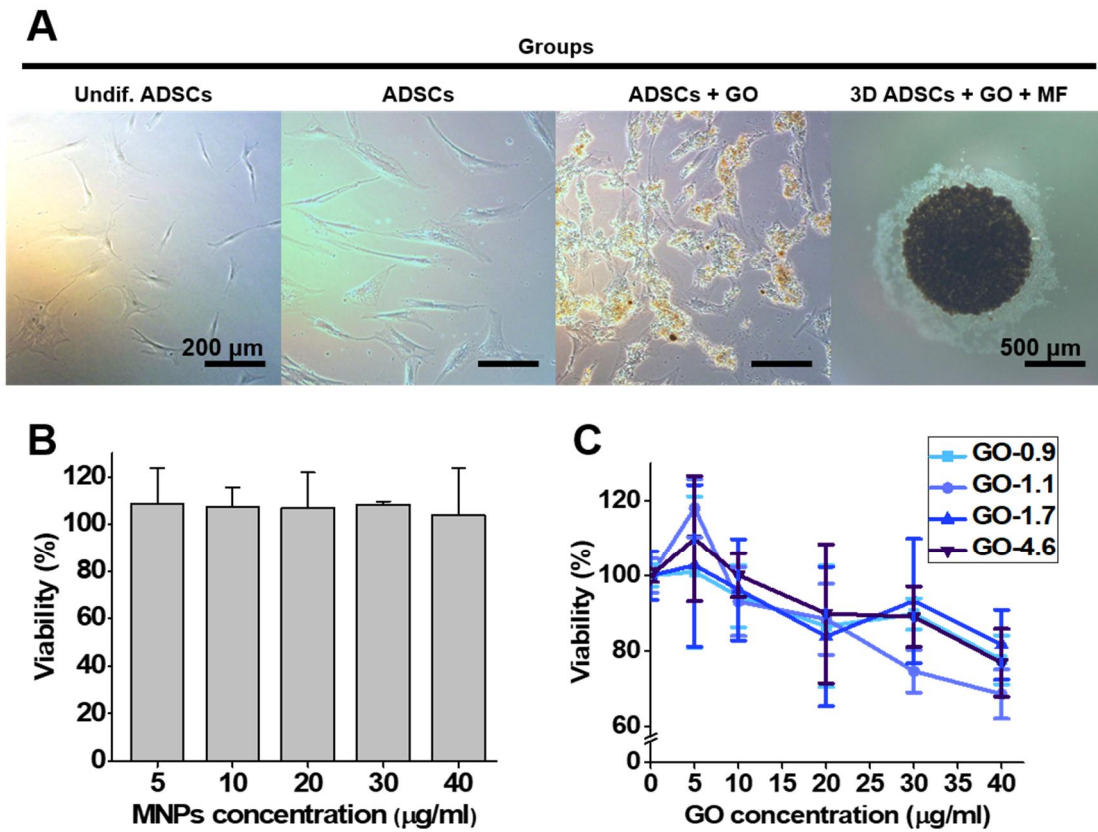 A
Groups
Undif. ADSCs
ADSCs
ADSCs + GO
3D ADSCs + GO + MF
200 µm
500 µm
B
Viability (%)
120
100
80
60
40
20
0
5 10 20 30 40
MNPs concentration (µg/ml)
C
GO-0.9
GO-1.1
GO-1.7
GO-4.6
Viability (%)
120
100
80
60
0
0 5 10 15 20 25 30 35 40
GO concentration (µg/ml)